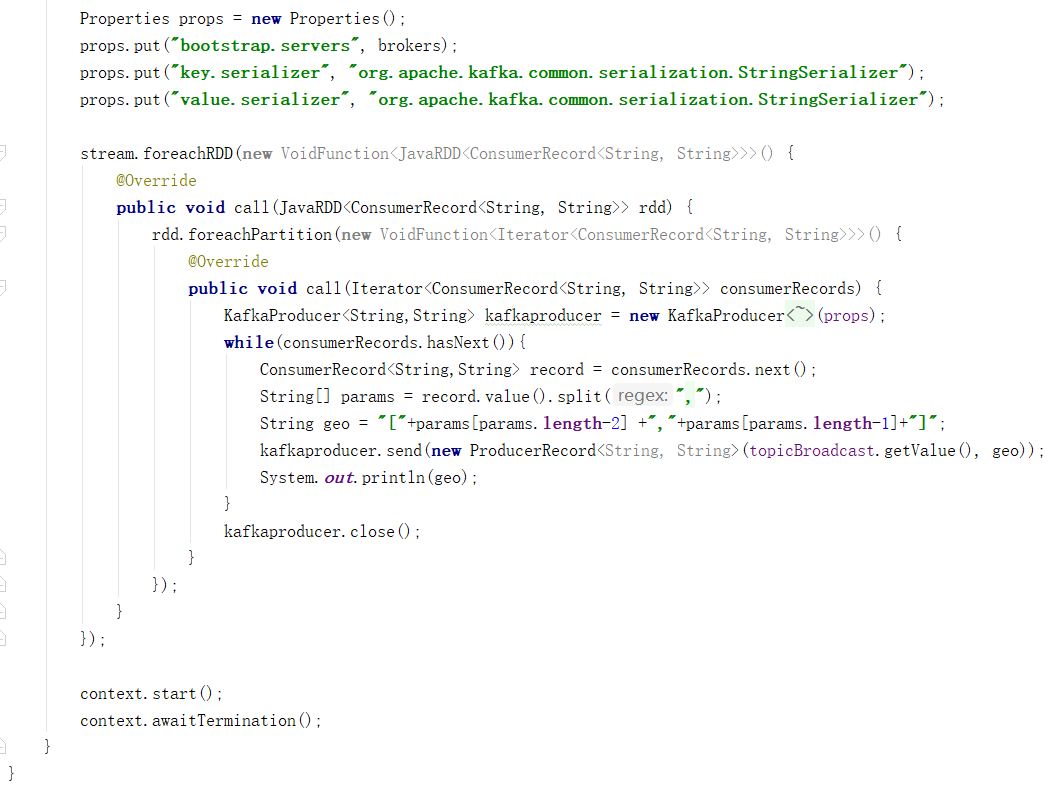 Properties props = new Properties();
props.put("bootstrap.servers", brokers);
props.put("key.serializer", "org.apache.kafka.common.serialization.StringSerializer");
props.put("value.serializer", "org.apache.kafka.common.serialization.StringSerializer");
stream.foreachRDD(new VoidFunction<JavaRDD<ConsumerRecord<String, String>>>() {
@Override
public void call(JavaRDD<ConsumerRecord<String, String>> rdd) {
rdd.foreachPartition(new VoidFunction<Iterator<ConsumerRecord<String, String>>>() {
@Override
public void call(Iterator<ConsumerRecord<String, String>> consumerRecords) {
KafkaProducer<String,String> kafkaproducer = new KafkaProducer<~>(props);
while(consumerRecords.hasNext()){
ConsumerRecord<String,String> record = consumerRecords.next();
String[] params = record.value().split( regex: ",");
String geo = "["+params[params.length-2] +","+params[params.length-1]+"]";
kafkaproducer.send(new ProducerRecord<String, String>(topicBroadcast.getValue(), geo));
System.out.println(geo);
}
kafkaproducer.close();
}
});
}
});
context.start();
context.awaitTermination();
}
}